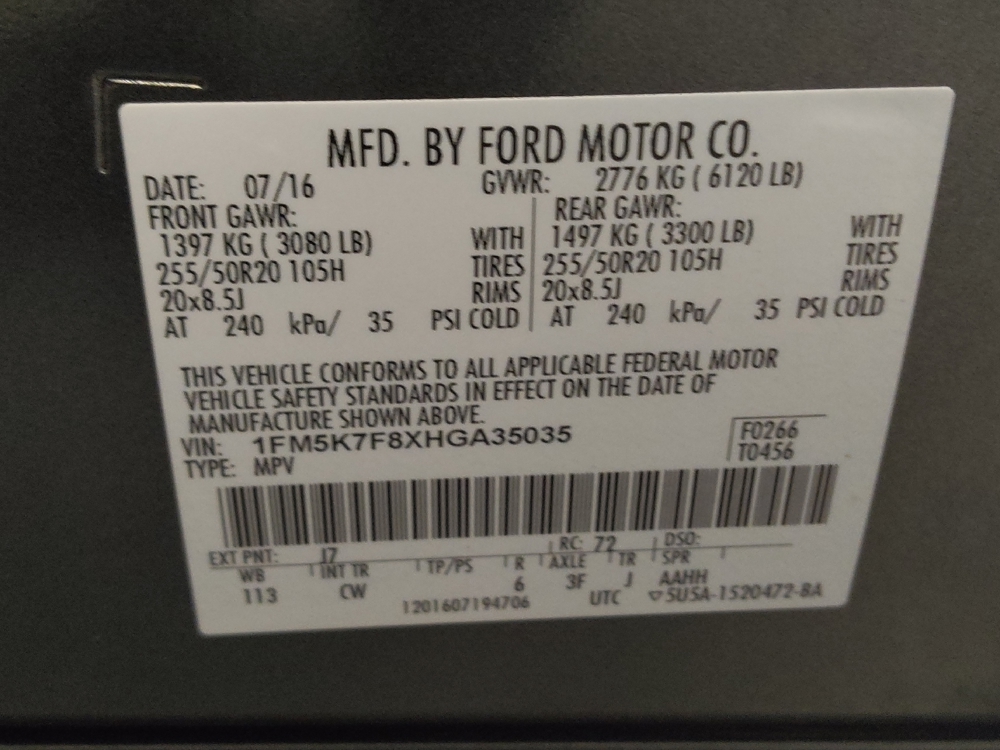 MFD. BY FORD MOTOR CO.
DATE: 07/16 GVWR: 2776 KG ( 6120 LB)
FRONT GAWR: REAR GAWR:
1397 KG ( 3080 LB) WITH 1497 KG ( 3300 LB) WITH
255/50R20 105H TIRES 255/50R20 105H TIRES
20x8.5J RIMS 20x8.5J RIMS
AT 240 kPa/ 35 PSI COLD AT 240 kPa/ 35 PSI COLD
THIS VEHICLE CONFORMS TO ALL APPLICABLE FEDERAL MOTOR
VEHICLE SAFETY STANDARDS IN EFFECT ON THE DATE OF
MANUFACTURE SHOWN ABOVE.
VIN: 1FM5K7F8XHGA35035 F0266
TYPE: MPV T0456
EXT PNT: J7 RC: 72 DSO:
WB INT TR TP/PS R AXLE TR SPR
113 CW 6 3F J AAHH
1201607194706 UTC ▽5U5A-1520472-BA